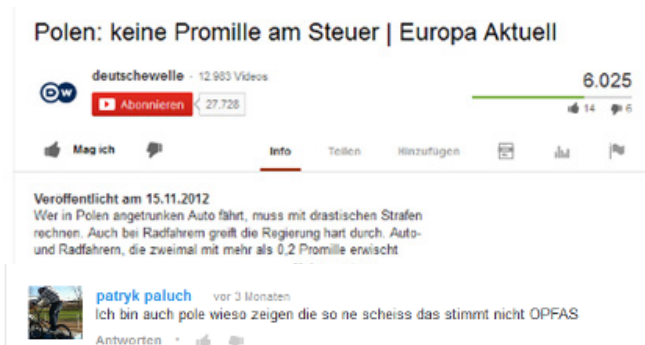 Polen: keine Promille am Steuer | Europa Aktuell
deutschewelle · 12.983 Videos
DW
Abonnieren 27.728
6.025
14 6
Mag ich
Info Teilen Hinzufügen
Veroffentlicht am 15.11.2012
Wer in Polen angetrunken Auto fährt, muss mit drastischen Strafen
rechnen. Auch bei Radfahrern greift die Regierung hart durch. Auto-
und Radfahrern, die zweimal mit mehr als 0,2 Promille erwischt
patryk paluch vor 3 Monaten
Ich bin auch pole wieso zeigen die so ne scheiss das stimmt nicht OPFAS
Antworten ·